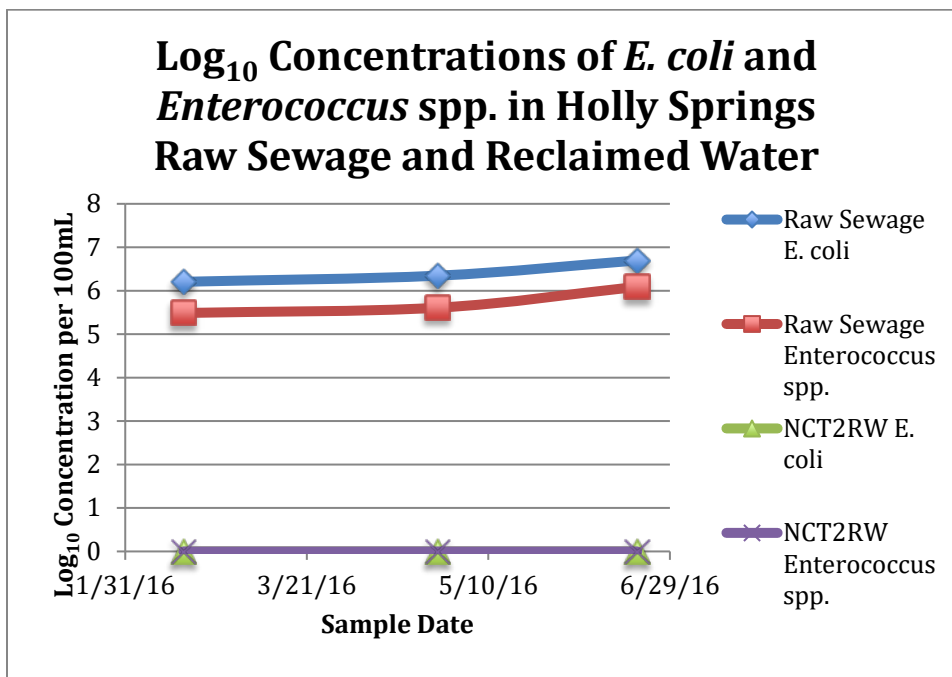 Log₁₀ Concentrations of E. coli and
Enterococcus spp. in Holly Springs
Raw Sewage and Reclaimed Water
Log₁₀ Concentration per 100mL
8
7
6
5
4
3
2
1
0
1/31/16 3/21/16 5/10/16 6/29/16
Sample Date
Raw Sewage
E. coli
Raw Sewage
Enterococcus
spp.
NCT2RW E.
coli
NCT2RW
Enterococcus
spp.